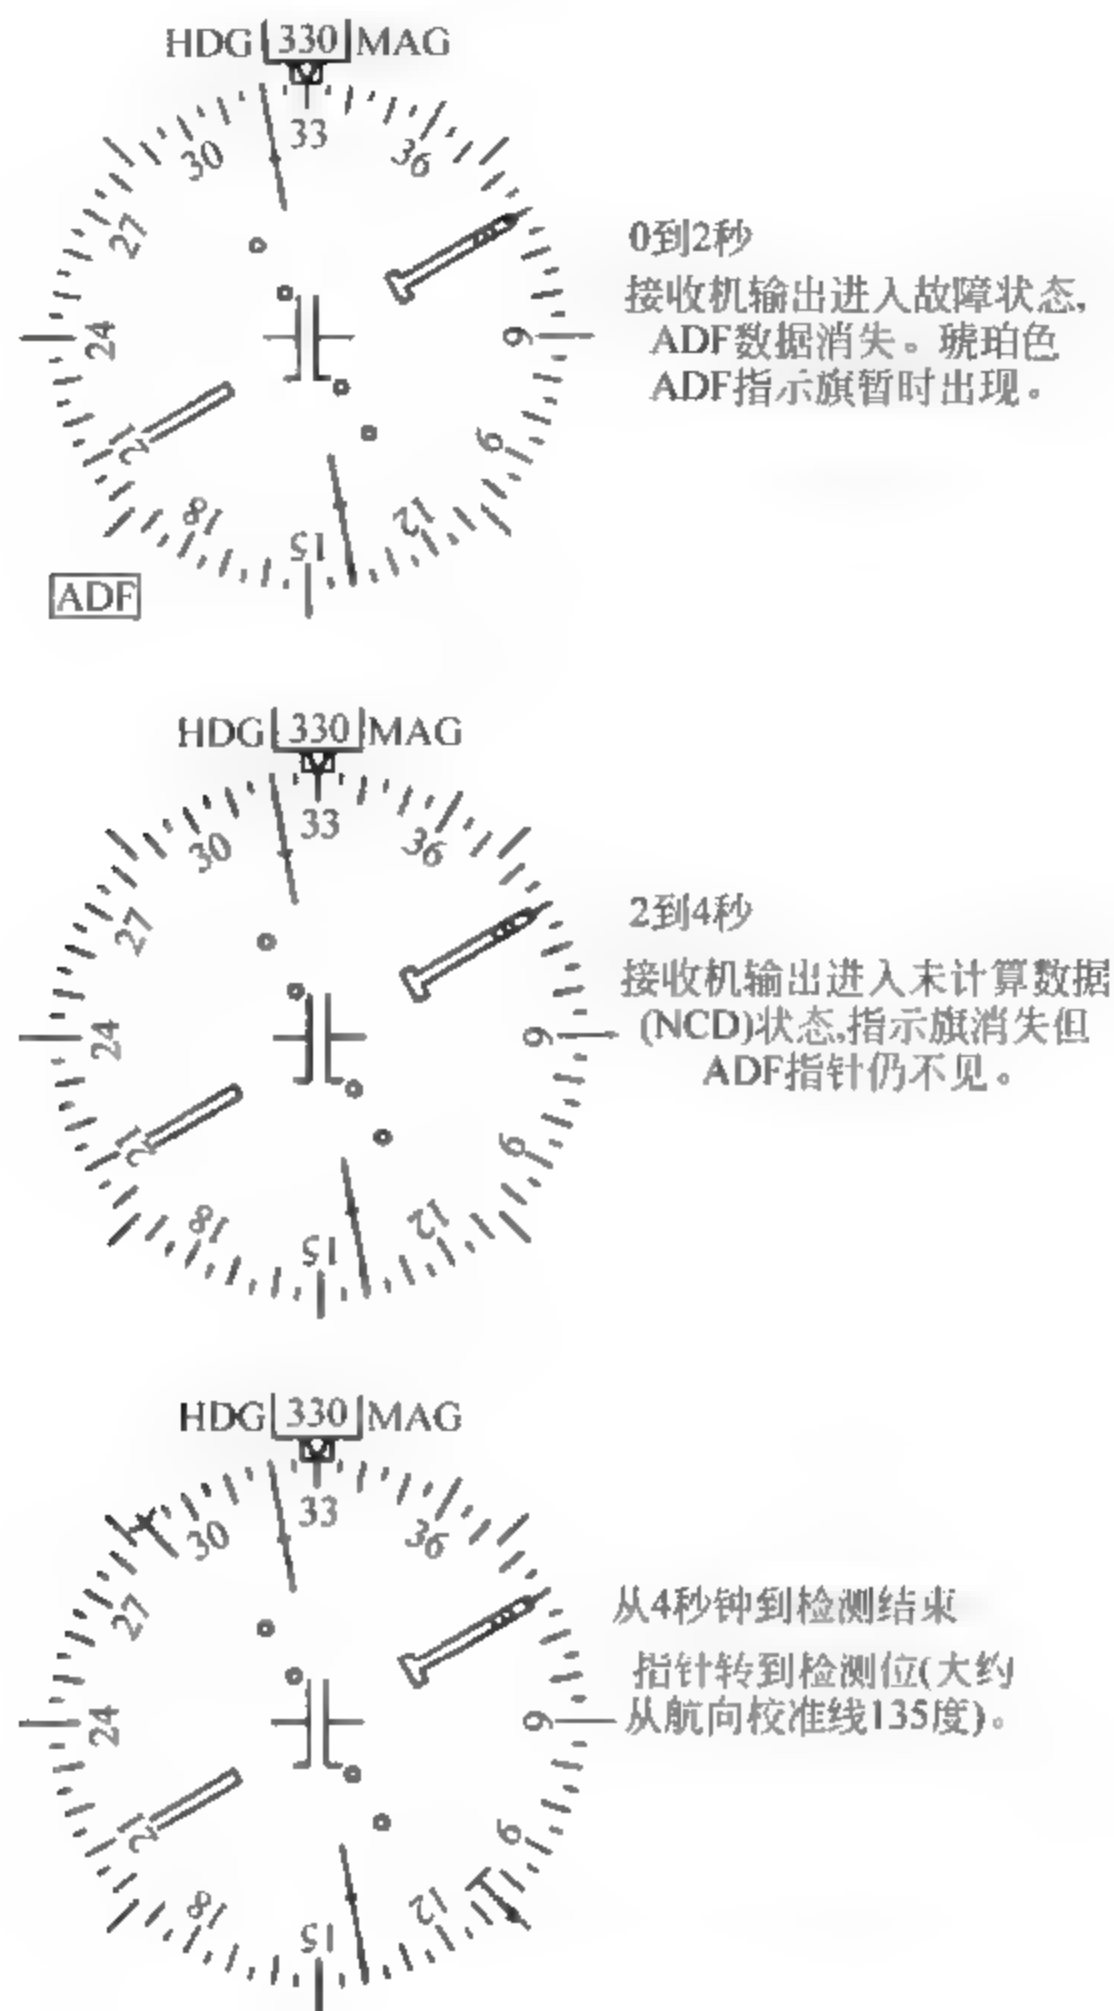 HDG 330 MAG
33
30
36
27
24
6
21
9
18
12
15
ADF
0到2秒
接收机输出进入故障状态,
ADF数据消失。琥珀色
ADF指示旗暂时出现。
HDG 330 MAG
33
30
36
27
24
6
21
9
18
12
15
2到4秒
接收机输出进入未计算数据
(NCD)状态,指示旗消失但
ADF指针仍不见。
HDG 330 MAG
33
30
36
27
24
6
21
9
18
12
15
从4秒钟到检测结束
指针转到检测位(大约
从航向校准线135度)。